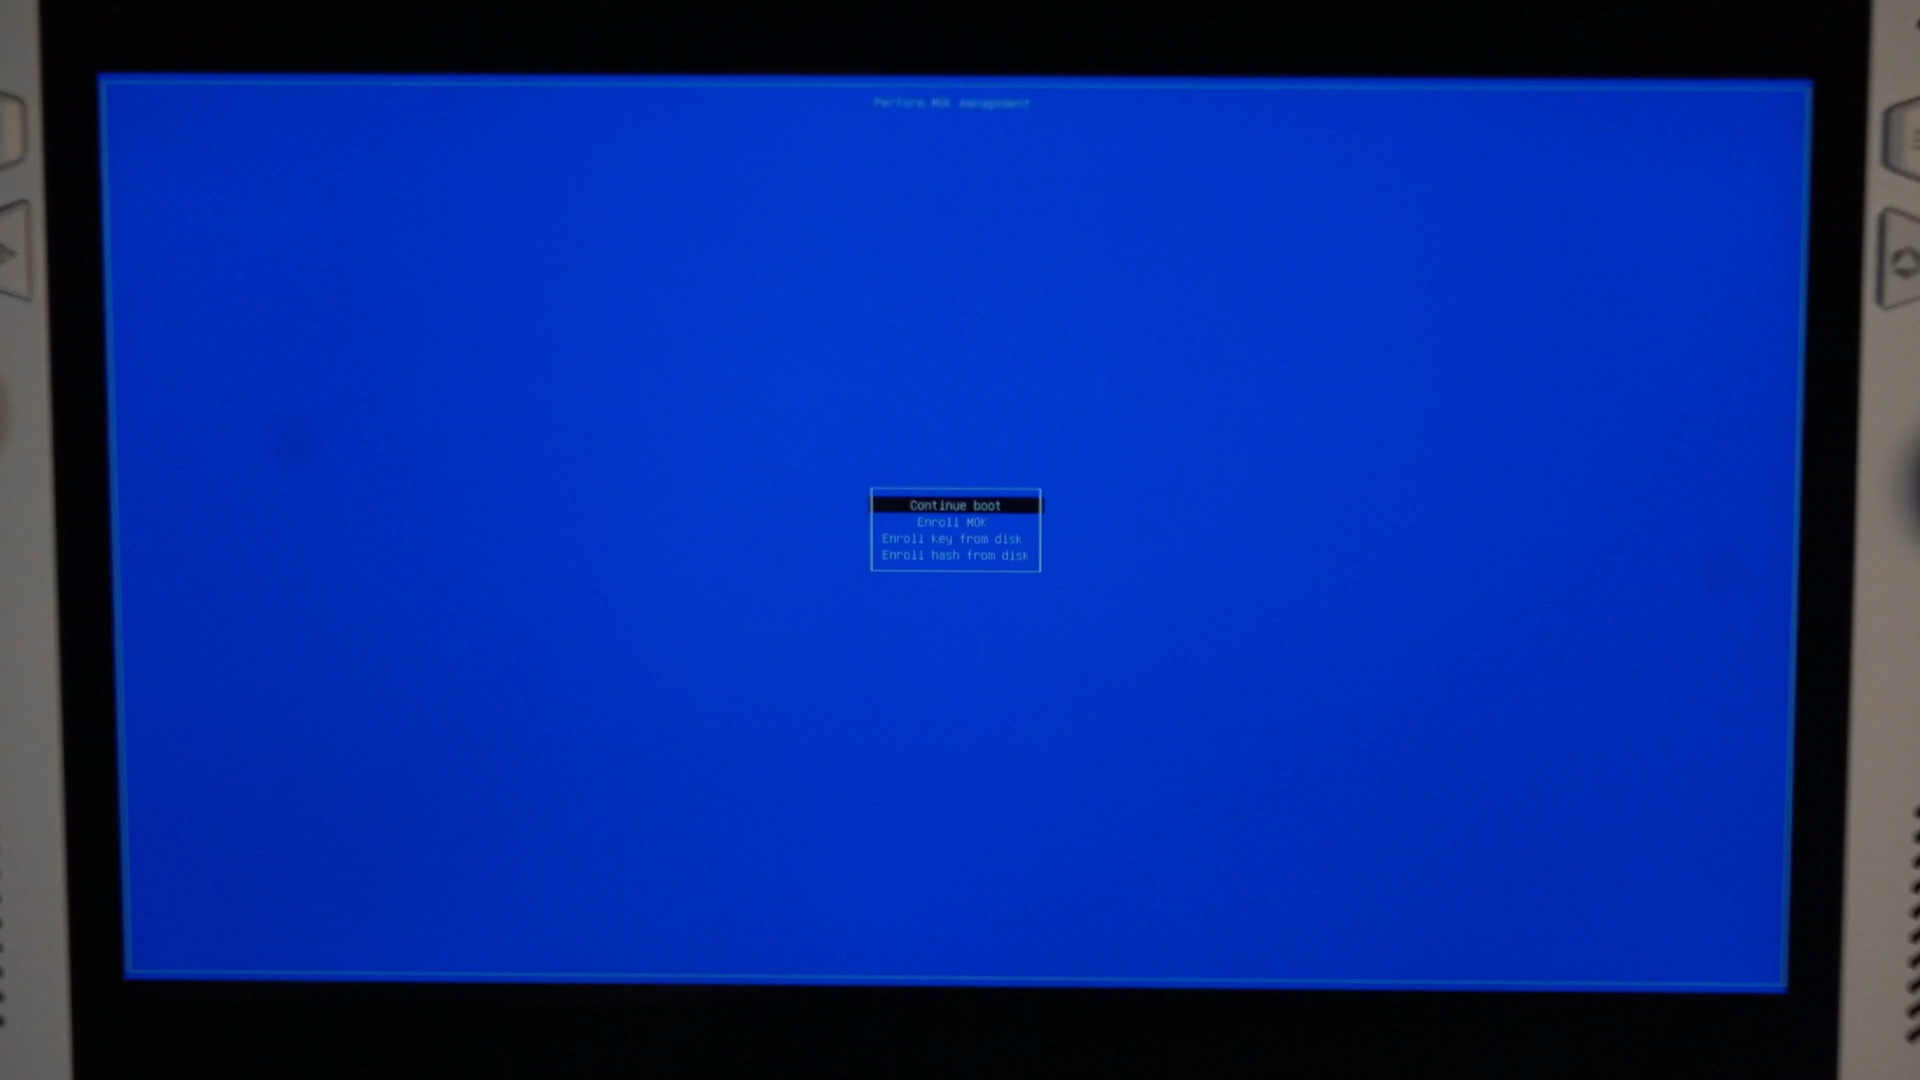 Perform MOK management
Continue boot
Enroll MOK
Enroll key from disk
Enroll hash from disk